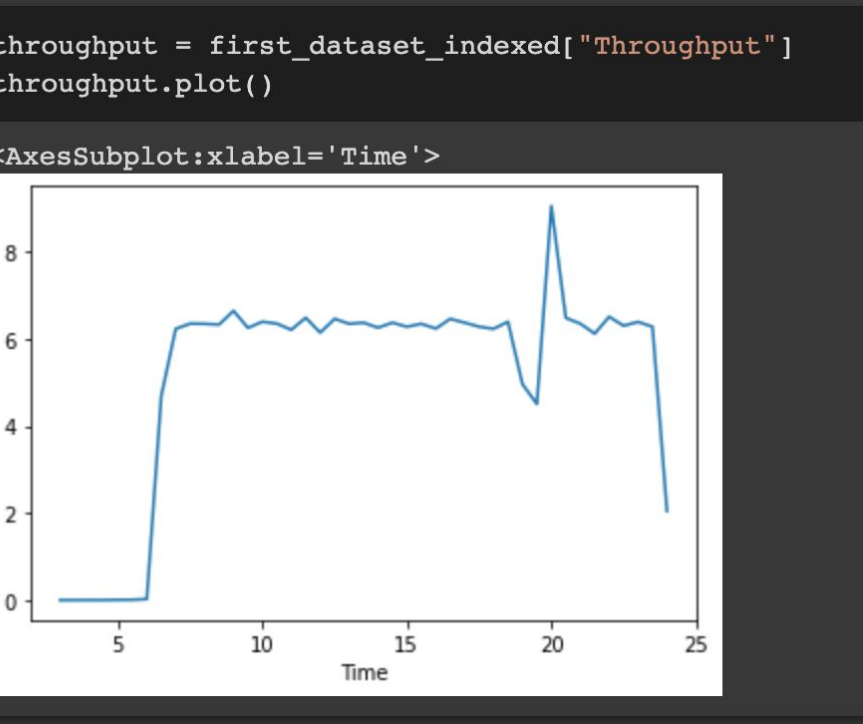 throughput = first_dataset_indexed["Throughput"]
throughput.plot()
<AxesSubplot:xlabel='Time'>
8
6
4
2
0
5 10 15 20 25
Time